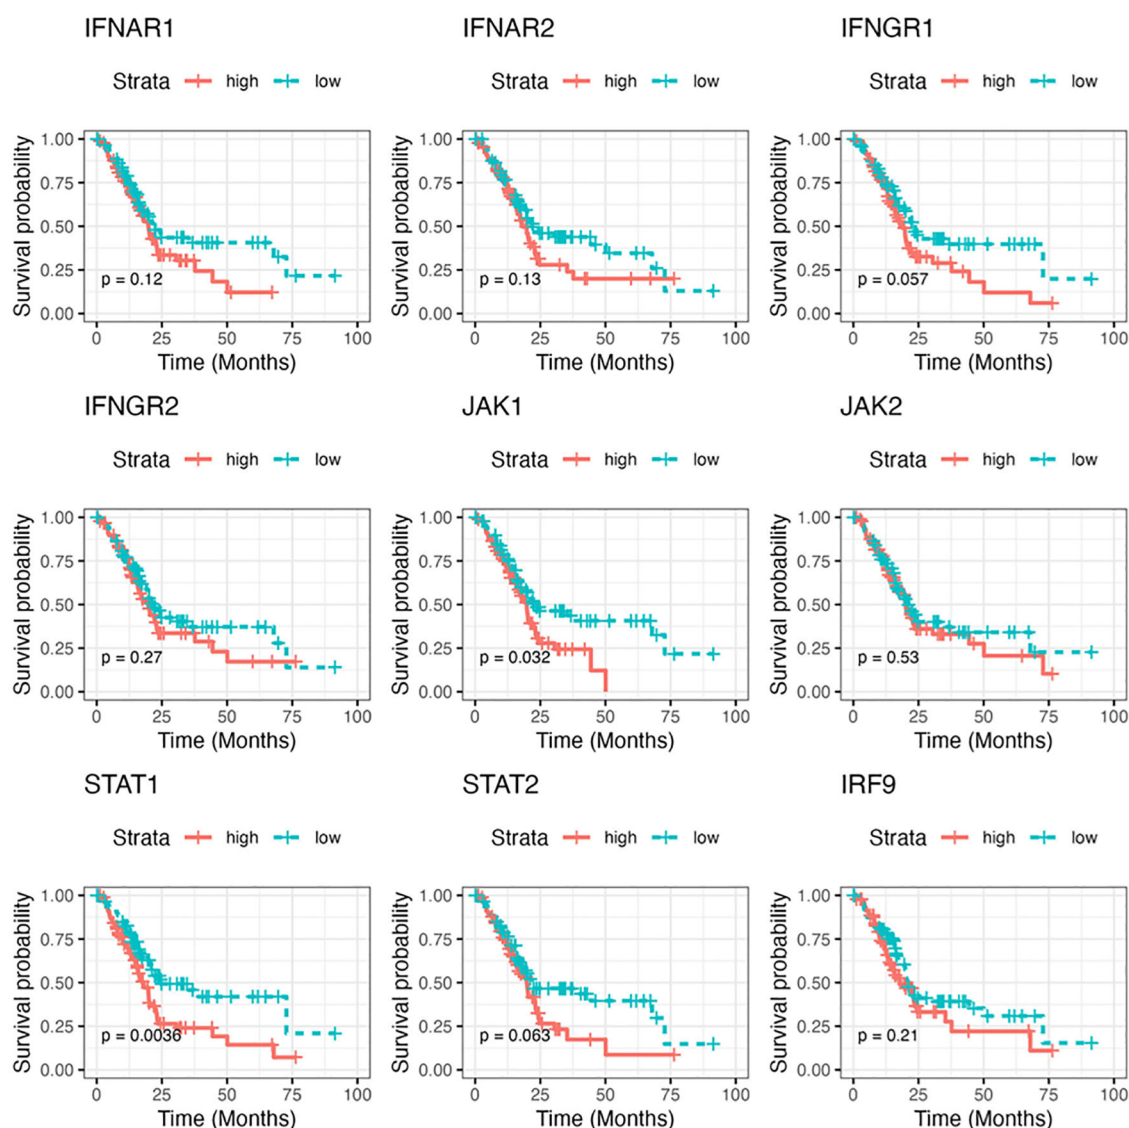 IFNAR1
IFNAR2
IFNGR1
Strata high low
Strata high low
Strata high low
Survival probability
1.00
0.75
0.50
0.25
0.00
p = 0.12
0 25 50 75 100
Time (Months)
Survival probability
1.00
0.75
0.50
0.25
0.00
p = 0.13
0 25 50 75 100
Time (Months)
Survival probability
1.00
0.75
0.50
0.25
0.00
p = 0.057
0 25 50 75 100
Time (Months)
IFNGR2
JAK1
JAK2
Strata high low
Strata high low
Strata high low
Survival probability
1.00
0.75
0.50
0.25
0.00
p = 0.27
0 25 50 75 100
Time (Months)
Survival probability
1.00
0.75
0.50
0.25
0.00
p = 0.032
0 25 50 75 100
Time (Months)
Survival probability
1.00
0.75
0.50
0.25
0.00
p = 0.53
0 25 50 75 100
Time (Months)
STAT1
STAT2
IRF9
Strata high low
Strata high low
Strata high low
Survival probability
1.00
0.75
0.50
0.25
0.00
p = 0.0036
0 25 50 75 100
Time (Months)
Survival probability
1.00
0.75
0.50
0.25
0.00
p = 0.063
0 25 50 75 100
Time (Months)
Survival probability
1.00
0.75
0.50
0.25
0.00
p = 0.21
0 25 50 75 100
Time (Months)